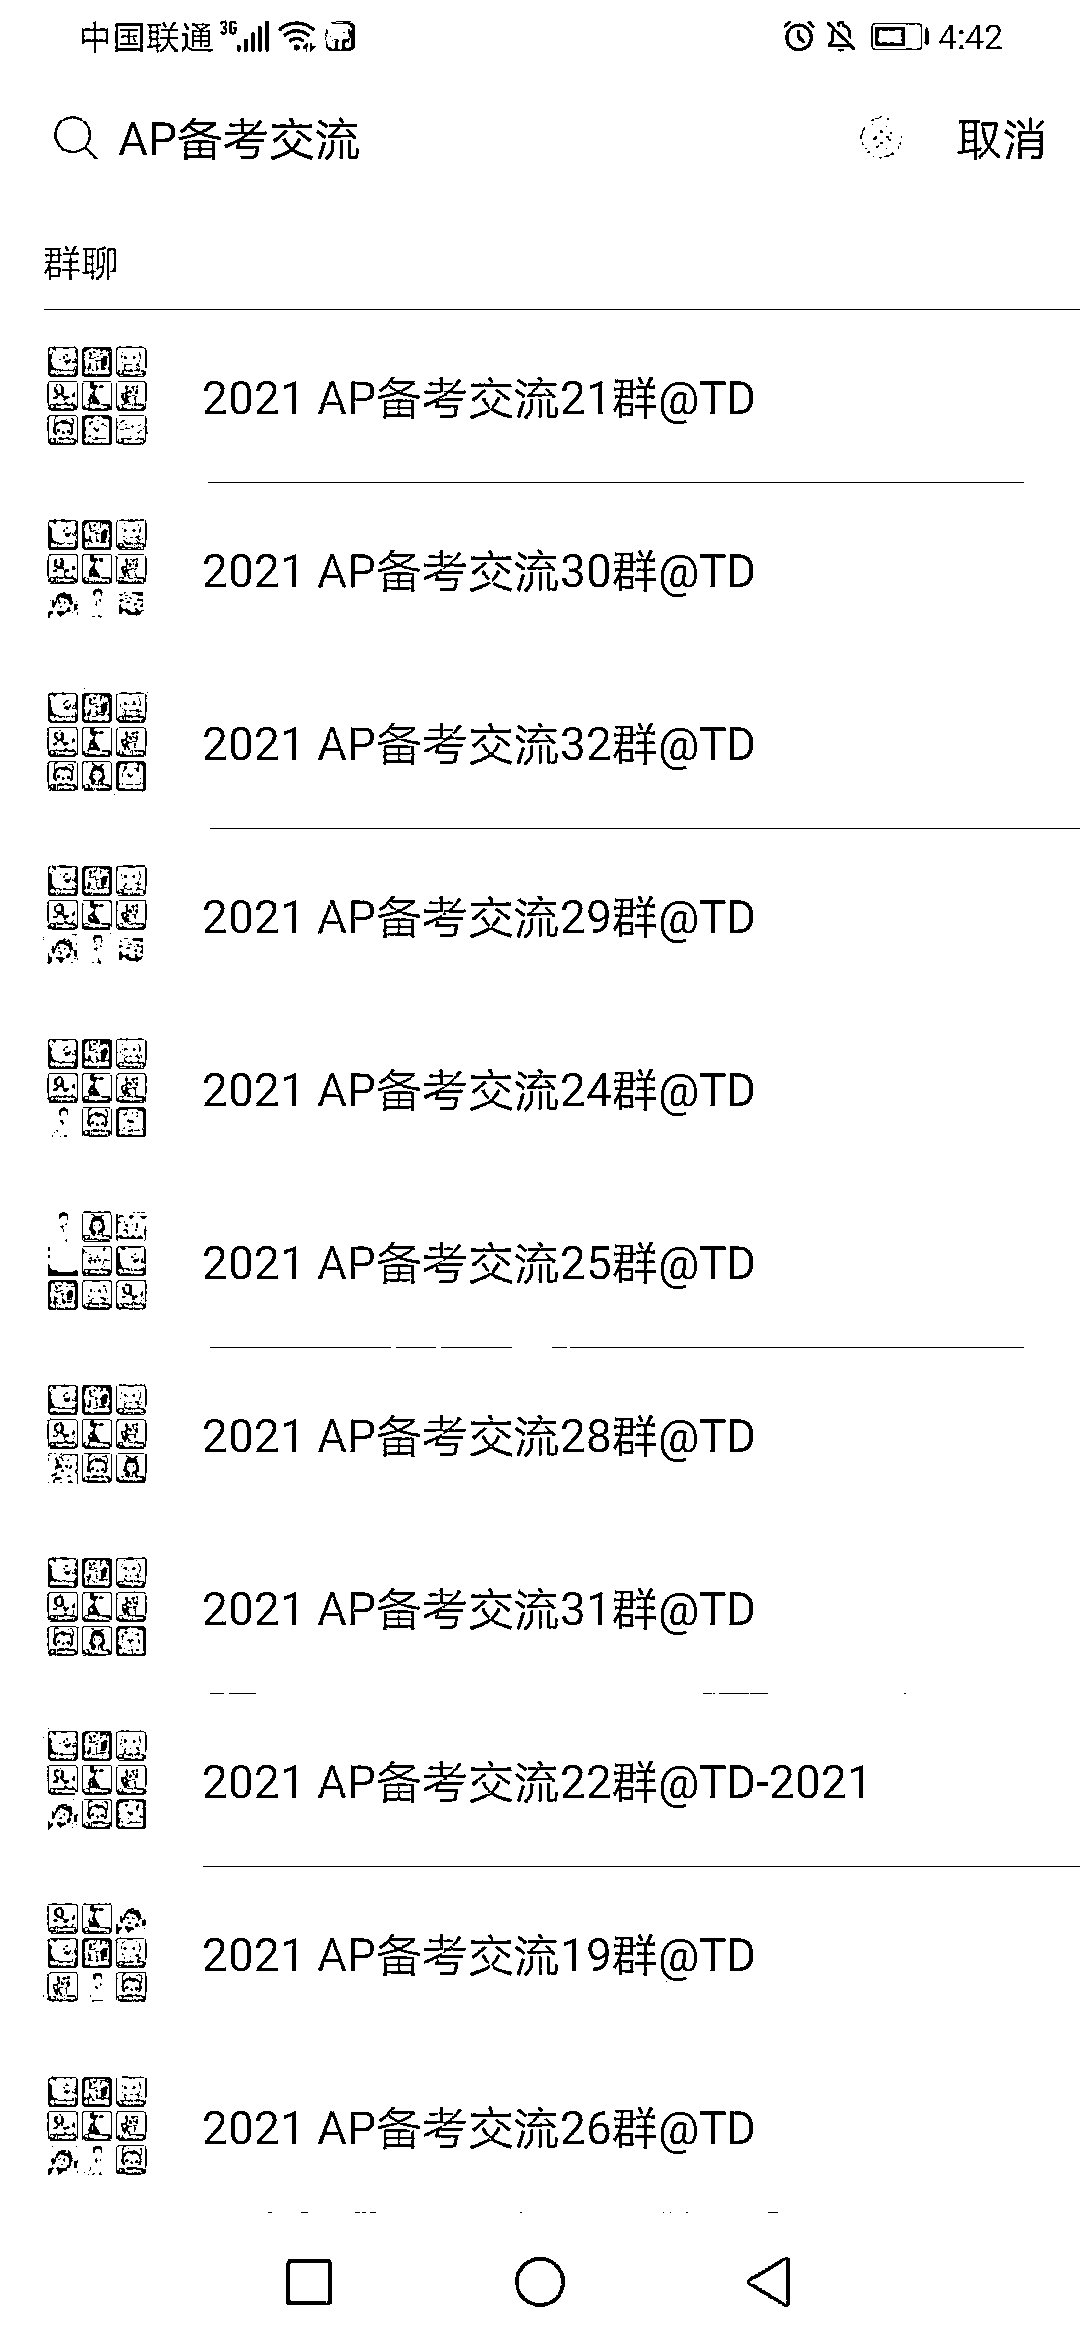 中国联通 3G 4:42
AP备考交流 取消
群聊
2021 AP备考交流21群@TD
2021 AP备考交流30群@TD
2021 AP备考交流32群@TD
2021 AP备考交流29群@TD
2021 AP备考交流24群@TD
2021 AP备考交流25群@TD
2021 AP备考交流28群@TD
2021 AP备考交流31群@TD
2021 AP备考交流22群@TD-2021
2021 AP备考交流19群@TD
2021 AP备考交流26群@TD